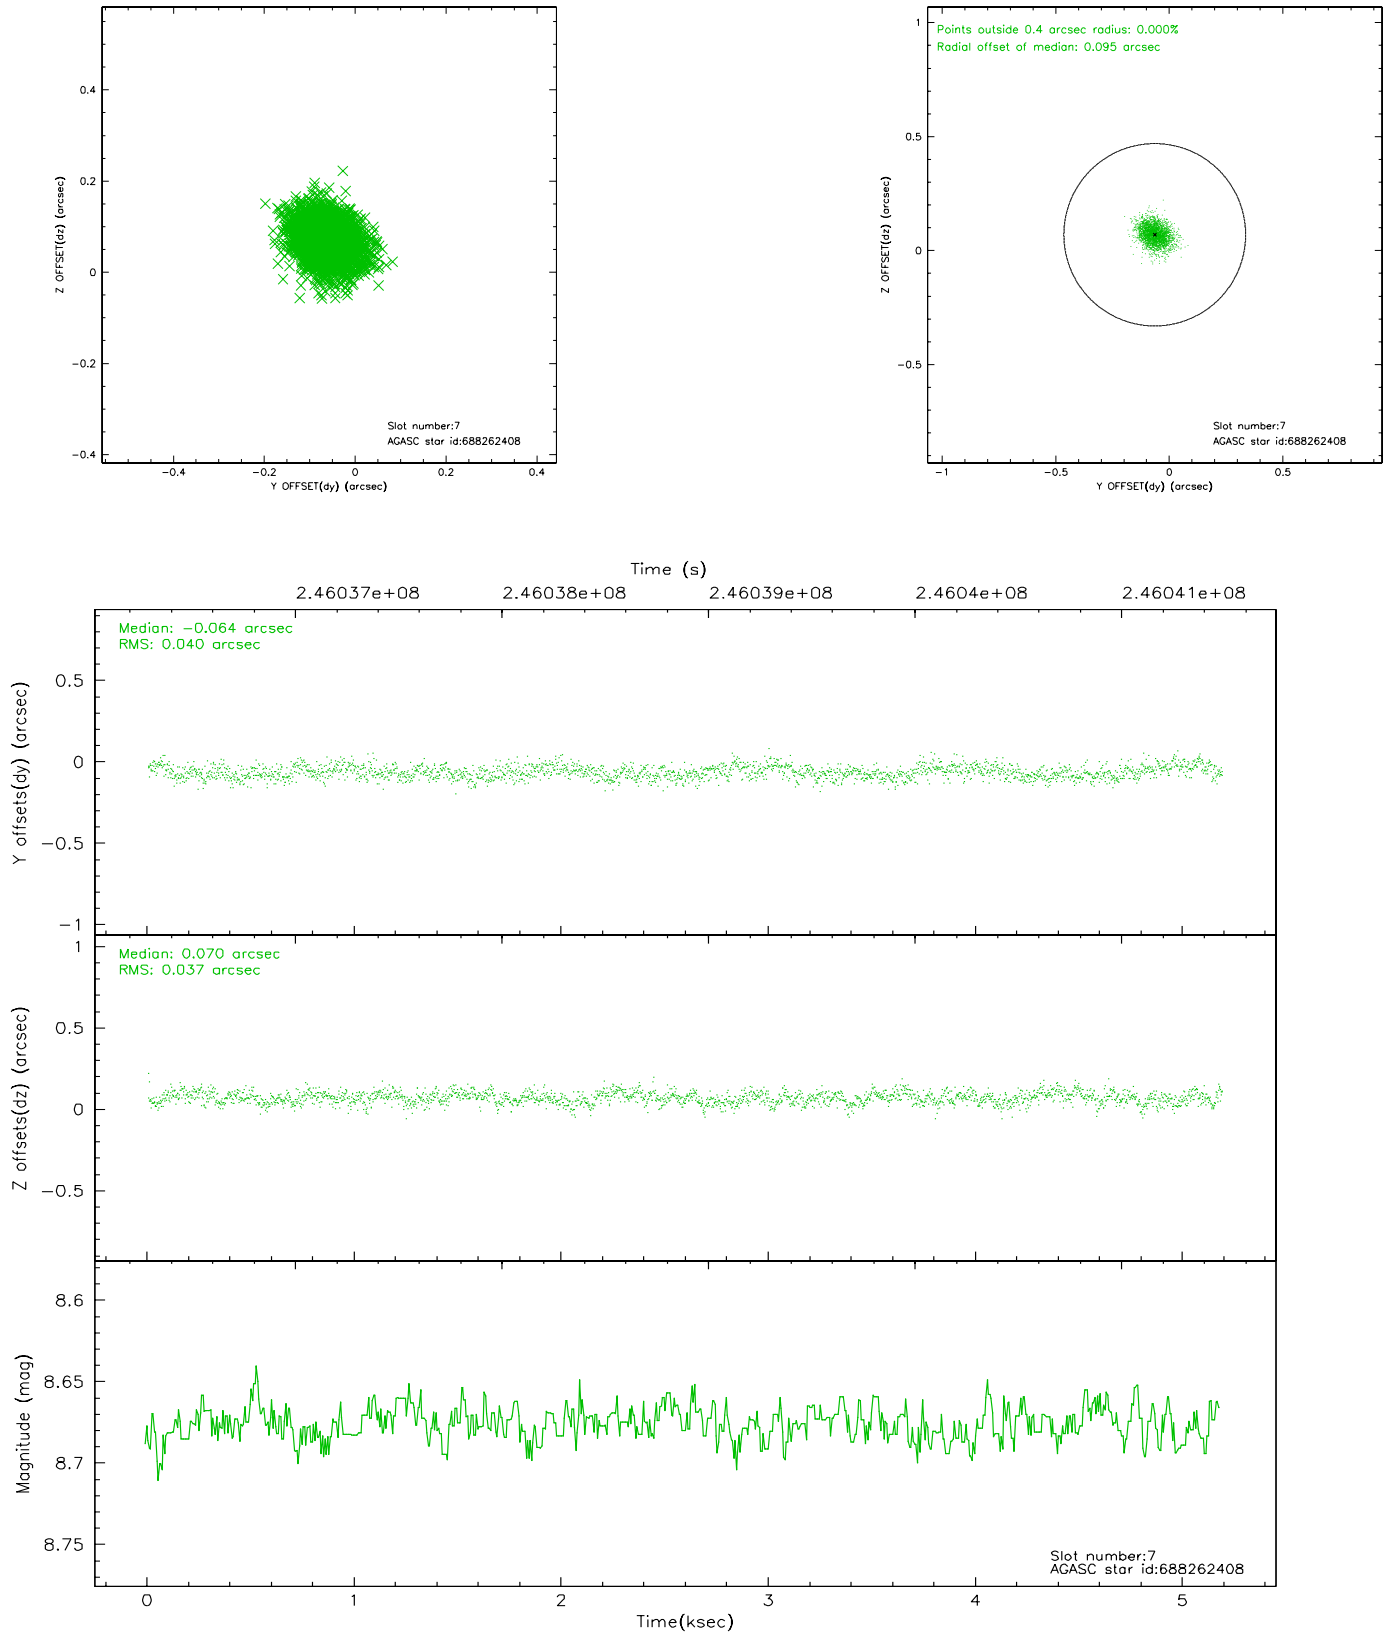 0.4
0.2
0
−0.2
−0.4
Z OFFSET(dz) (arcsec)
Slot number:7
AGASC star id:688262408
−0.4
−0.2
0
0.2
0.4
Y OFFSET(dy) (arcsec)
Points outside 0.4 arcsec radius: 0.000%
Radial offset of median: 0.095 arcsec
1
0.5
0
−0.5
Z OFFSET(dz) (arcsec)
Slot number:7
AGASC star id:688262408
−1
−0.5
0
0.5
Y OFFSET(dy) (arcsec)
Time (s)
2.46037e+08
2.46038e+08
2.46039e+08
2.4604e+08
2.46041e+08
Median: −0.064 arcsec
RMS: 0.040 arcsec
0.5
0
−0.5
−1
Y offsets(dy) (arcsec)
Median: 0.070 arcsec
RMS: 0.037 arcsec
1
0.5
0
−0.5
Z offsets(dz) (arcsec)
8.6
8.65
8.7
8.75
Magnitude (mag)
Slot number:7
AGASC star id:688262408
0
1
2
3
4
5
Time(ksec)